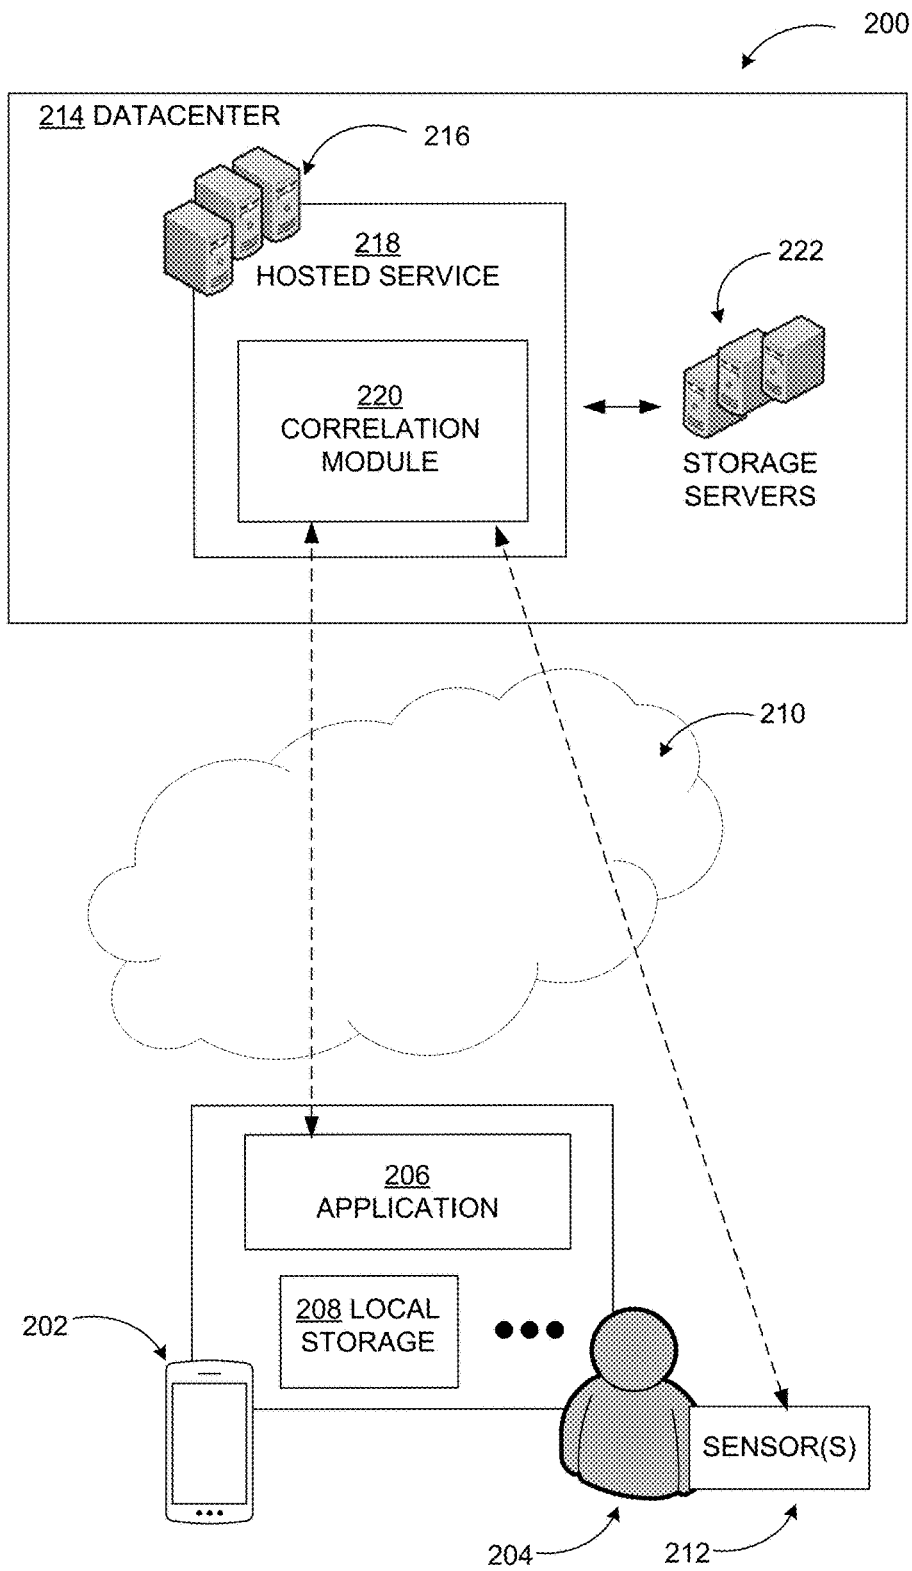 200
214 DATACENTER
216
218
HOSTED SERVICE
222
220
CORRELATION
MODULE
STORAGE
SERVERS
210
206
APPLICATION
208 LOCAL
STORAGE
202
SENSOR(S)
204
212